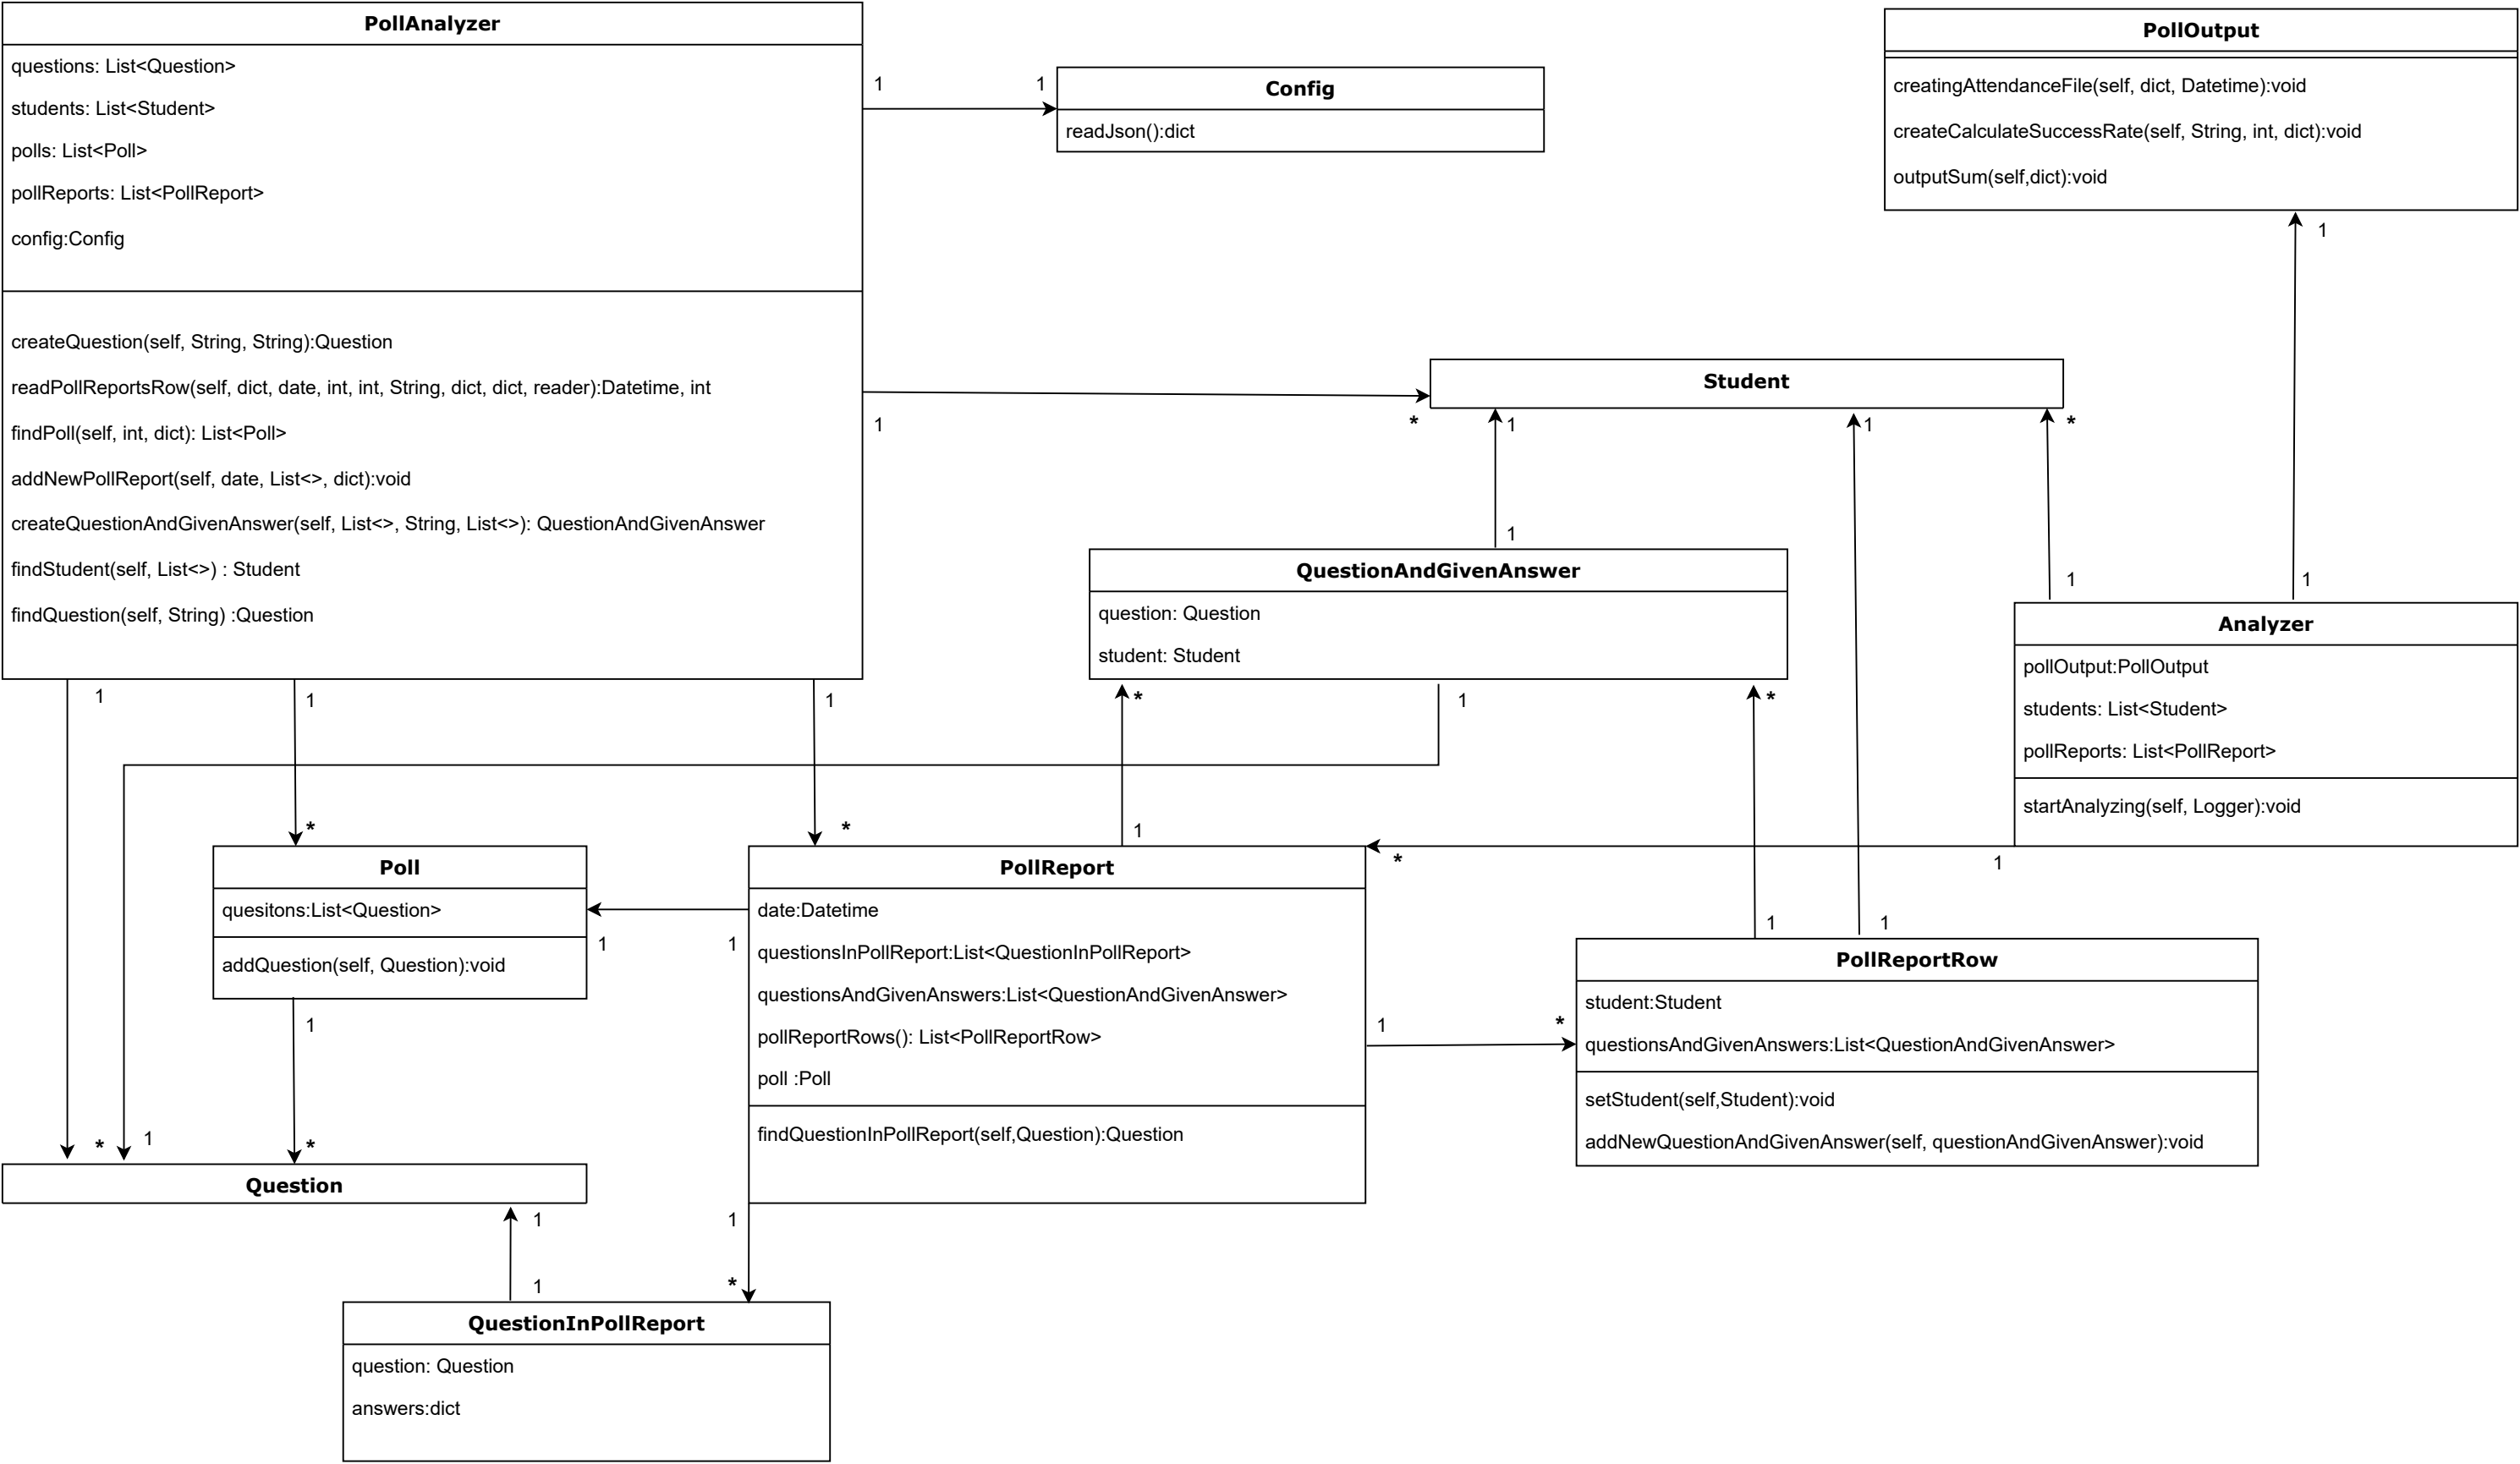 PollAnalyzer
questions: List<Question>
students: List<Student>
polls: List<Poll>
pollReports: List<PollReport>
config:Config
createQuestion(self, String, String):Question
readPollReportsRow(self, dict, date, int, int, String, dict, dict, reader):Datetime, int
findPoll(self, int, dict): List<Poll>
addNewPollReport(self, date, List<>, dict):void
createQuestionAndGivenAnswer(self, List<>, String, List<>): QuestionAndGivenAnswer
findStudent(self, List<>) : Student
findQuestion(self, String) :Question
1
1
Config
readJson():dict
PollOutput
creatingAttendanceFile(self, dict, Datetime):void
createCalculateSuccessRate(self, String, int, dict):void
outputSum(self,dict):void
1
1
*
Student
1
1
*
1
1
1
QuestionAndGivenAnswer
question: Question
student: Student
Analyzer
pollOutput:PollOutput
students: List<Student>
pollReports: List<PollReport>
startAnalyzing(self, Logger):void
1
1
1
*
1
*
*
*
1
*
1
Poll
quesitons:List<Question>
addQuestion(self, Question):void
1
1
PollReport
date:Datetime
questionsInPollReport:List<QuestionInPollReport>
questionsAndGivenAnswers:List<QuestionAndGivenAnswer>
pollReportRows(): List<PollReportRow>
poll :Poll
findQuestionInPollReport(self,Question):Question
1
1
1
*
PollReportRow
student:Student
questionsAndGivenAnswers:List<QuestionAndGivenAnswer>
setStudent(self,Student):void
addNewQuestionAndGivenAnswer(self, questionAndGivenAnswer):void
1
*
1
*
Question
1
1
1
*
QuestionInPollReport
question: Question
answers:dict